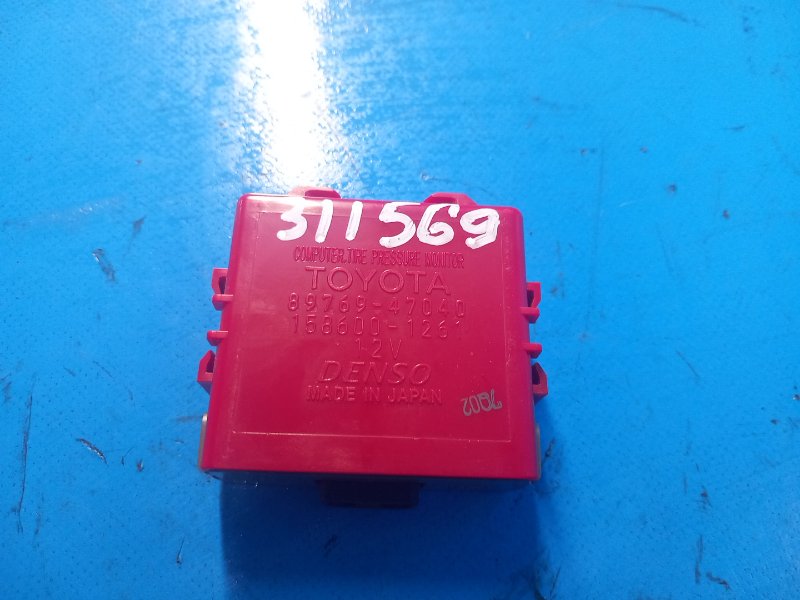 311569
COMPUTER,TIRE PRESSURE MONITOR
TOYOTA
89769-47040
158600-1261
12V
DENSO
MADE IN JAPAN